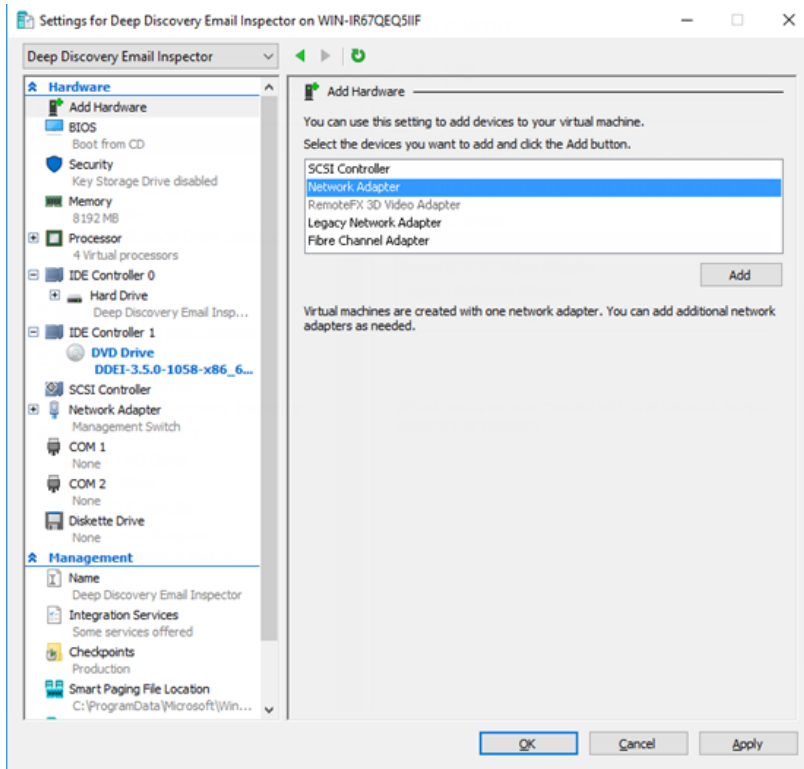 Settings for Deep Discovery Email Inspector on WIN-IR67QEQ5IIF
Deep Discovery Email Inspector
Hardware
Add Hardware
BIOS
Boot from CD
Security
Key Storage Drive disabled
Memory
8192 MB
Processor
4 Virtual processors
IDE Controller 0
Hard Drive
Deep Discovery Email Insp...
IDE Controller 1
DVD Drive
DDEI-3.5.0-1058-x86_6...
SCSI Controller
Network Adapter
Management Switch
COM 1
None
COM 2
None
Diskette Drive
None
Management
Name
Deep Discovery Email Inspector
Integration Services
Some services offered
Checkpoints
Production
Smart Paging File Location
C:\ProgramData\Microsoft\Win...
Add Hardware
You can use this setting to add devices to your virtual machine.
Select the devices you want to add and click the Add button.
SCSI Controller
Network Adapter
RemoteFX 3D Video Adapter
Legacy Network Adapter
Fibre Channel Adapter
Add
Virtual machines are created with one network adapter. You can add additional network
adapters as needed.
OK
Cancel
Apply